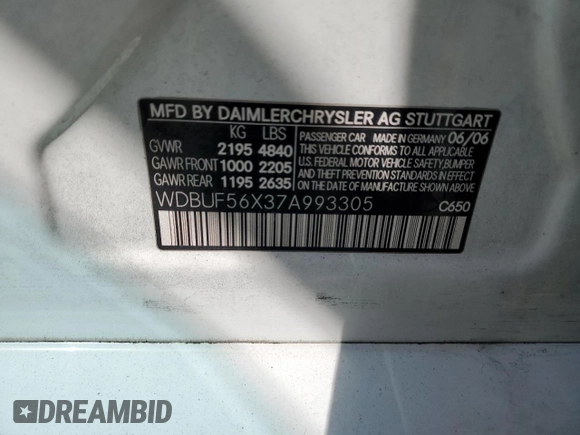 MFD BY DAIMLERCHRYSLER AG STUTTGART
KG LBS
GVWR 2195 4840
GAWR FRONT 1000 2205
GAWR REAR 1195 2635
PASSENGER CAR MADE IN GERMANY 06/06
THIS VEHICLE CONFORMS TO ALL APPLICABLE
U.S. FEDERAL MOTOR VEHICLE SAFETY, BUMPER
AND THEFT PREVENTION STANDARDS IN EFFECT
ON THE DATE OF MANUFACTURE SHOWN ABOVE.
WDBUF56X37A993305 C650
DREAMBID